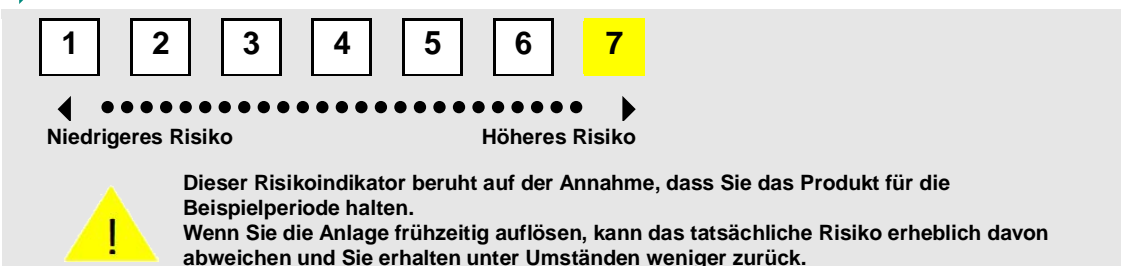 1 2 3 4 5 6 7
Niedrigeres Risiko Höheres Risiko
Dieser Risikoindikator beruht auf der Annahme, dass Sie das Produkt für die
Beispielperiode halten.
! Wenn Sie die Anlage frühzeitig auflösen, kann das tatsächliche Risiko erheblich davon
abweichen und Sie erhalten unter Umständen weniger zurück.